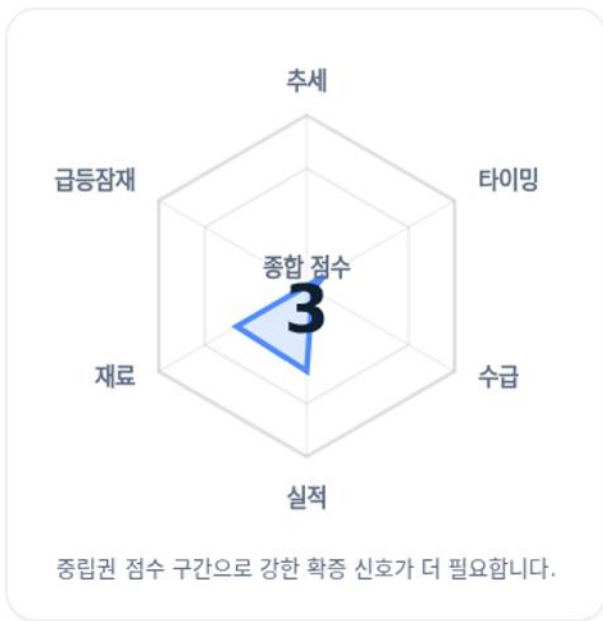 추세
급등잠재
타이밍
종합 점수
3
재료
수급
실적
중립권 점수 구간으로 강한 확증 신호가 더 필요합니다.